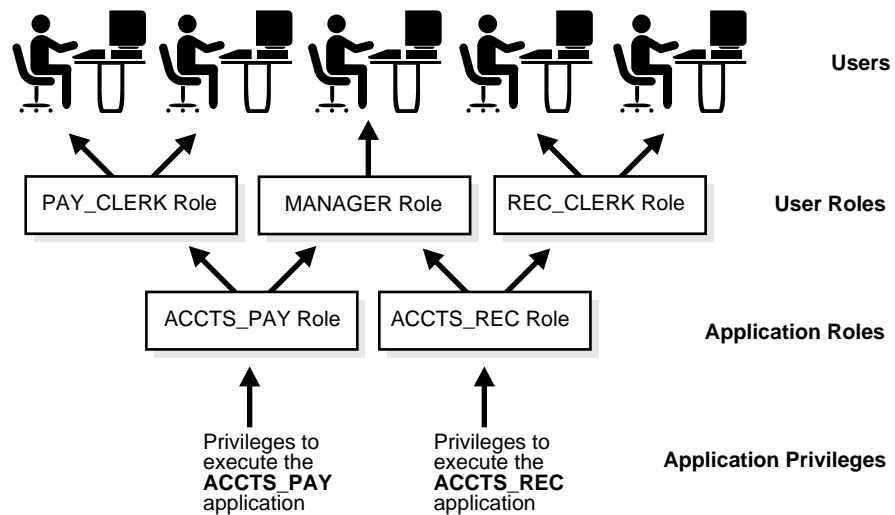 Users
PAY_CLERK Role
MANAGER Role
REC_CLERK Role
User Roles
ACCTS_PAY Role
ACCTS_REC Role
Application Roles
Privileges to
execute the
ACCTS_PAY
application
Privileges to
execute the
ACCTS_REC
application
Application Privileges